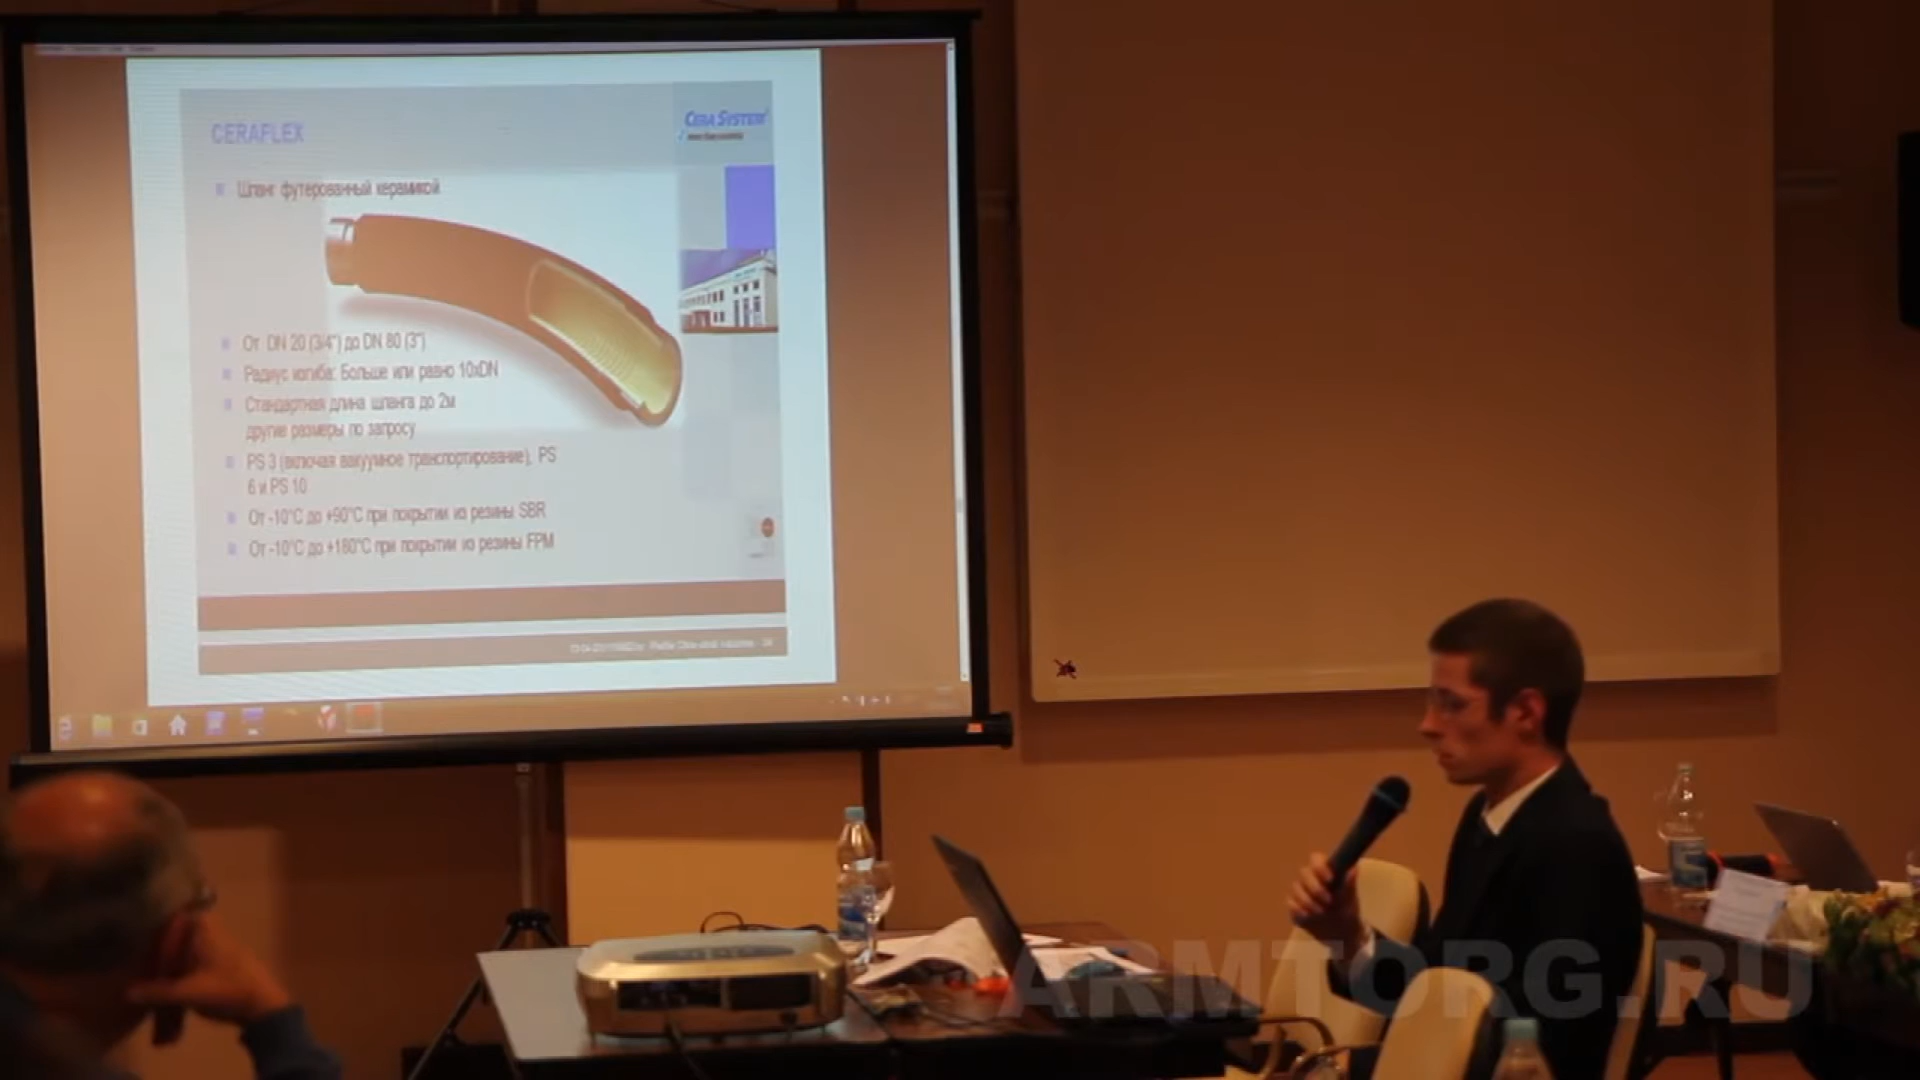 CERAFLEX
CERA SYSTEM
Шланг футерованный керамикой
От DN 20 (3/4") до DN 80 (3")
Радиус изгиба: Больше или равно 10xDN
Стандартная длина шланга до 2м
другие размеры по запросу
PS 3 (включая вакуумное транспортирование), PS
6 и PS 10
От -10°C до +90°C при покрытии из резины SBR
От -10°C до +180°C при покрытии из резины FPM
ARMTORG.RU